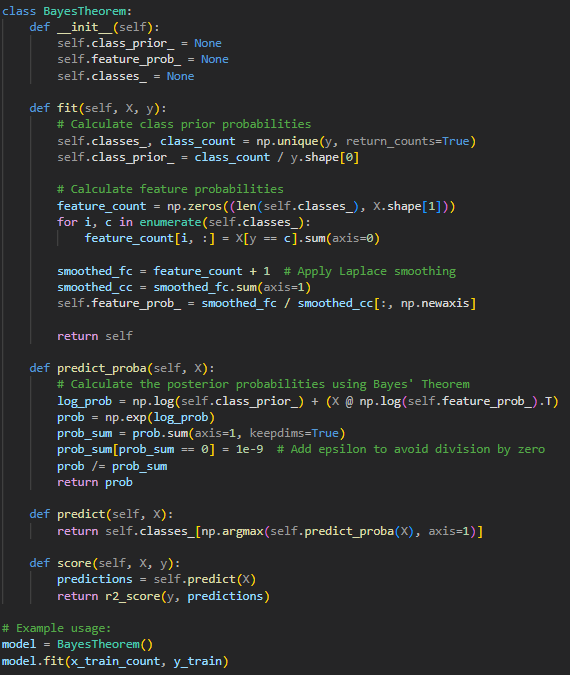 class BayesTheorem:
    def __init__(self):
        self.class_prior_ = None
        self.feature_prob_ = None
        self.classes_ = None

    def fit(self, X, y):
        # Calculate class prior probabilities
        self.classes_, class_count = np.unique(y, return_counts=True)
        self.class_prior_ = class_count / y.shape[0]

        # Calculate feature probabilities
        feature_count = np.zeros((len(self.classes_), X.shape[1]))
        for i, c in enumerate(self.classes_):
            feature_count[i, :] = X[y == c].sum(axis=0)

        smoothed_fc = feature_count + 1  # Apply Laplace smoothing
        smoothed_cc = smoothed_fc.sum(axis=1)
        self.feature_prob_ = smoothed_fc / smoothed_cc[:, np.newaxis]

        return self

    def predict_proba(self, X):
        # Calculate the posterior probabilities using Bayes' Theorem
        log_prob = np.log(self.class_prior_) + (X @ np.log(self.feature_prob_).T)
        prob = np.exp(log_prob)
        prob_sum = prob.sum(axis=1, keepdims=True)
        prob_sum[prob_sum == 0] = 1e-9  # Add epsilon to avoid division by zero
        prob /= prob_sum
        return prob

    def predict(self, X):
        return self.classes_[np.argmax(self.predict_proba(X), axis=1)]

    def score(self, X, y):
        predictions = self.predict(X)
        return r2_score(y, predictions)

# Example usage:
model = BayesTheorem()
model.fit(x_train_count, y_train)